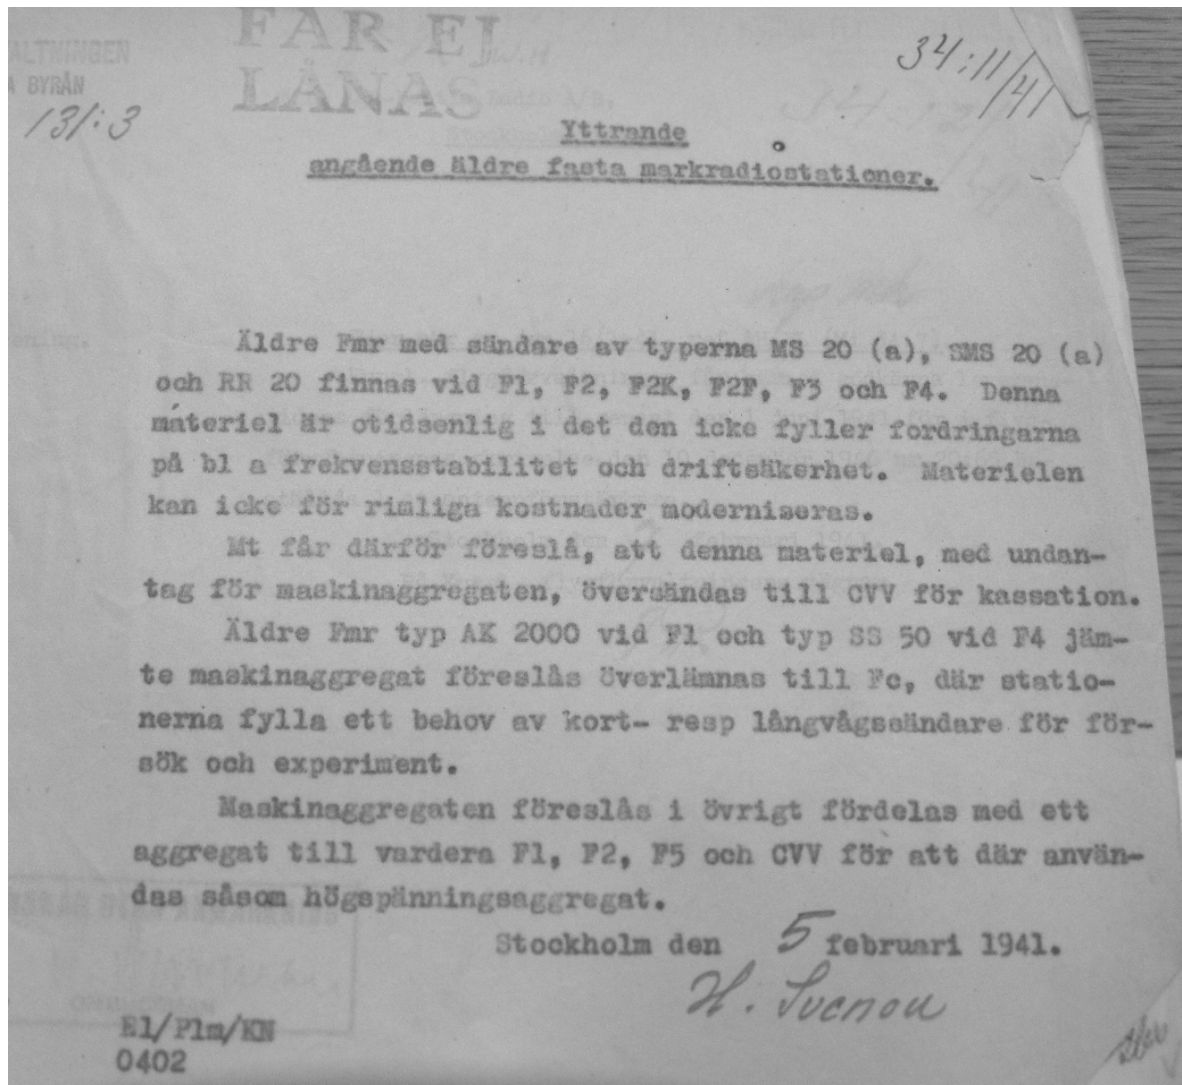 FÅR EJ
LÅNAS
BYRÅN
131:3
34:11/41
Yttrande
angående äldre fasta markradiostationer.
Äldre Fmr med sändare av typerna MS 20 (a), SMS 20 (a)
och RR 20 finnas vid F1, F2, F2K, F2F, F3 och F4. Denna
materiel är otidsenlig i det den icke fyller fordringarna
på bl a frekvensstabilitet och driftsäkerhet. Materielen
kan icke för rimliga kostnader moderniseras.
Mt får därför föreslå, att denna materiel, med undan-
tag för maskinaggregaten, översändas till CVV för kassation.
Äldre Fmr typ AK 2000 vid F1 och typ SS 50 vid F4 jäm-
te maskinaggregat föreslås överlämnas till Fc, där statio-
nerna fylla ett behov av kort- resp långvågssändare för för-
sök och experiment.
Maskinaggregaten föreslås i övrigt fördelas med ett
aggregat till vardera F1, F2, F5 och CVV för att där använ-
das såsom högspänningsaggregat.
Stockholm den 5 februari 1941.
H. Svenou
El/Plm/KN
0402